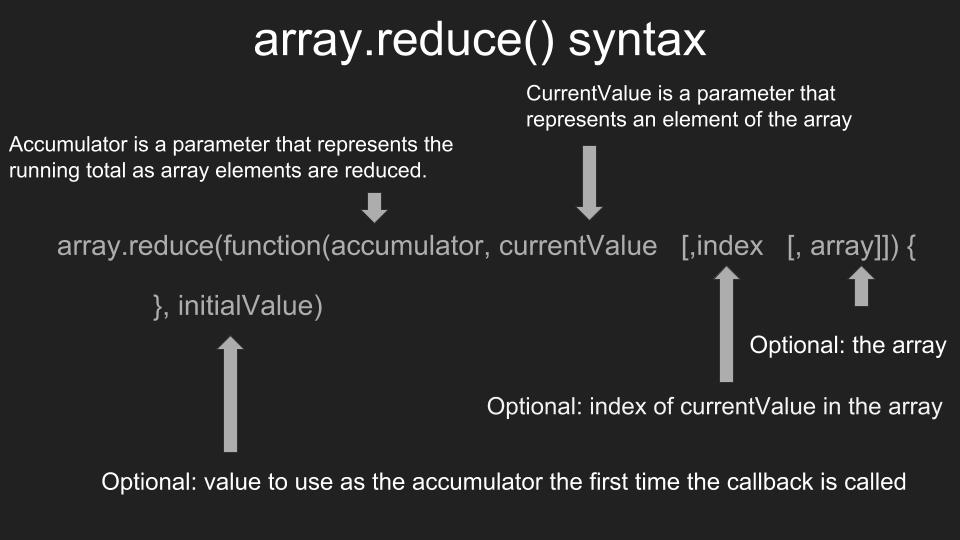 array.reduce() syntax
CurrentValue is a parameter that
represents an element of the array
Accumulator is a parameter that represents the
running total as array elements are reduced.
array.reduce(function(accumulator, currentValue [,index [, array]]) {
}, initialValue)
Optional: the array
Optional: index of currentValue in the array
Optional: value to use as the accumulator the first time the callback is called